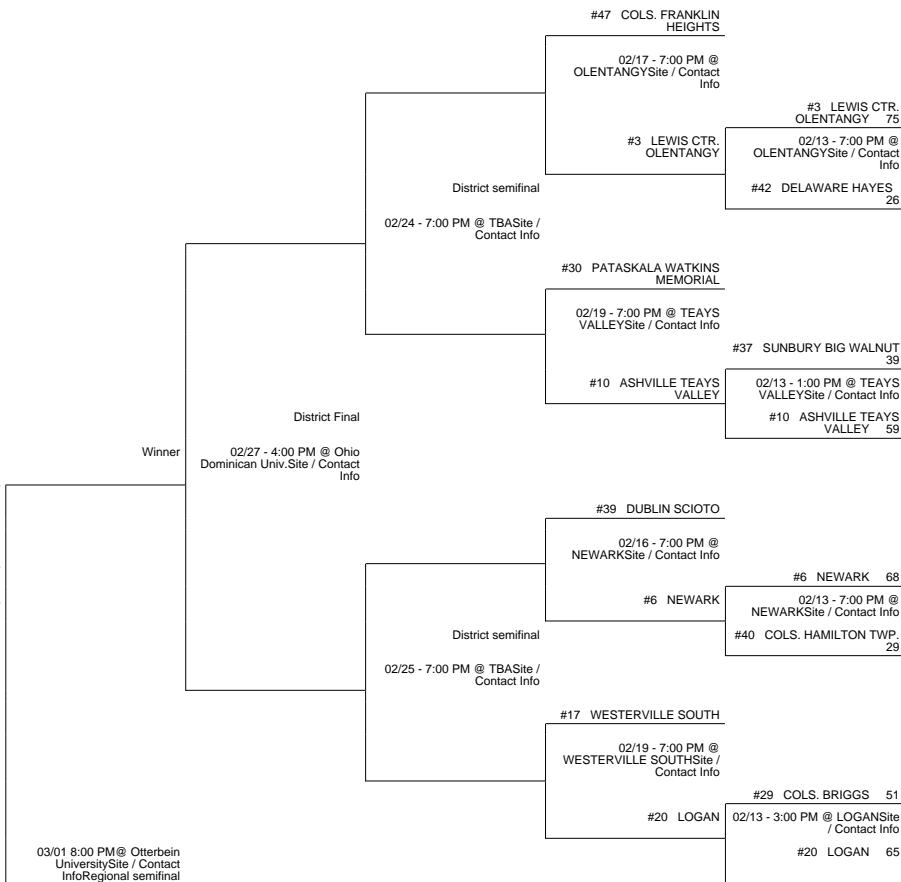 #47 COLS. FRANKLIN
HEIGHTS
02/17 - 7:00 PM @
OLENTANGYSite / Contact
Info
#3 LEWIS CTR.
OLENTANGY 75
#3 LEWIS CTR.
OLENTANGY
02/13 - 7:00 PM @
OLENTANGYSite / Contact
Info
District semifinal
#42 DELAWARE HAYES
26
02/24 - 7:00 PM @ TBASite /
Contact Info
#30 PATASKALA WATKINS
MEMORIAL
02/19 - 7:00 PM @ TEAYS
VALLEYSite / Contact Info
#37 SUNBURY BIG WALNUT
39
#10 ASHVILLE TEAYS
VALLEY
02/13 - 1:00 PM @ TEAYS
VALLEYSite / Contact Info
#10 ASHVILLE TEAYS
VALLEY 59
District Final
Winner
02/27 - 4:00 PM @ Ohio
Dominican Univ.Site / Contact
Info
#39 DUBLIN SCIOTO
02/16 - 7:00 PM @
NEWARKSite / Contact Info
#6 NEWARK 68
#6 NEWARK
02/13 - 7:00 PM @
NEWARKSite / Contact Info
District semifinal
#40 COLS. HAMILTON TWP.
29
02/25 - 7:00 PM @ TBASite /
Contact Info
#17 WESTERVILLE SOUTH
02/19 - 7:00 PM @
WESTERVILLE SOUTHSite /
Contact Info
#29 COLS. BRIGGS 51
#20 LOGAN
02/13 - 3:00 PM @ LOGANSite
/ Contact Info
#20 LOGAN 65
03/01 8:00 PM@ Otterbein
UniversitySite / Contact
InfoRegional semifinal